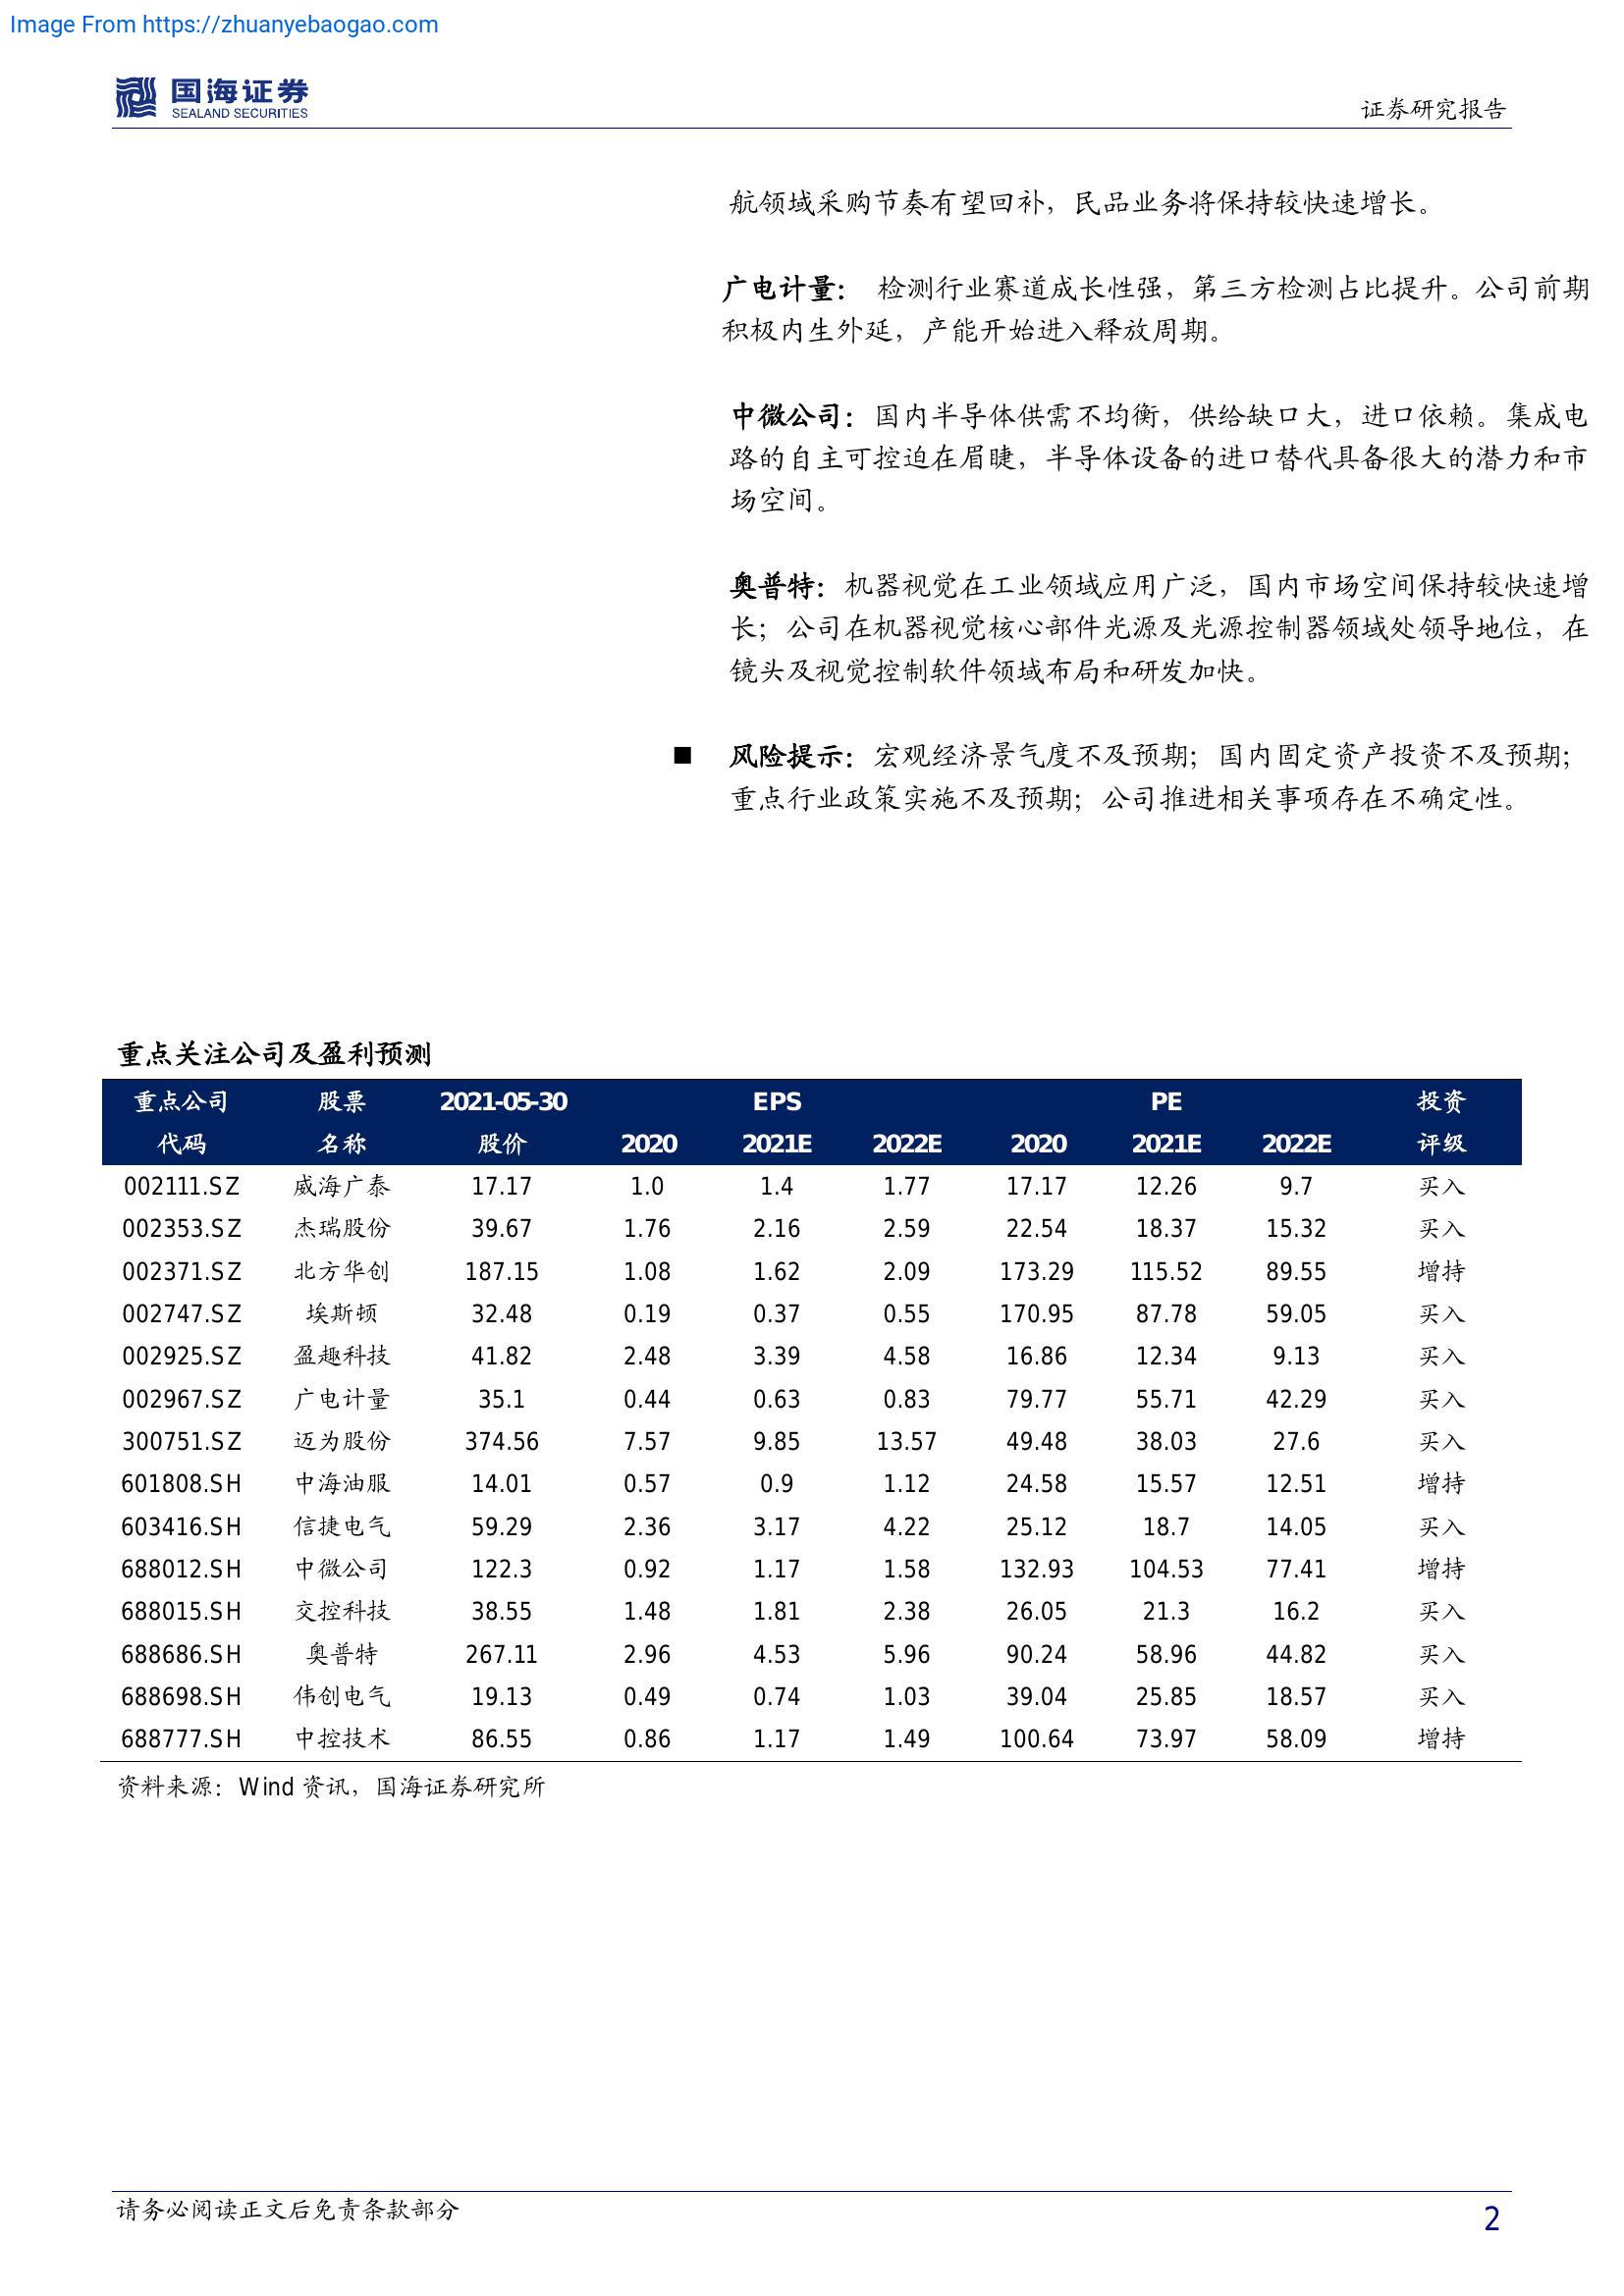 Image From https://zhuanyebaogao.com
国海证券
SEALAND SECURITIES
证券研究报告
航领域采购节奏有望回补，民品业务将保持较快速增长。
广电计量： 检测行业赛道成长性强，第三方检测占比提升。公司前期
积极内生外延，产能开始进入释放周期。
中微公司：国内半导体供需不均衡，供给缺口大，进口依赖。集成电
路的自主可控迫在眉睫，半导体设备的进口替代具备很大的潜力和市
场空间。
奥普特：机器视觉在工业领域应用广泛，国内市场空间保持较快速增
长；公司在机器视觉核心部件光源及光源控制器领域处领导地位，在
镜头及视觉控制软件领域布局和研发加快。
■ 风险提示：宏观经济景气度不及预期；国内固定资产投资不及预期；
重点行业政策实施不及预期；公司推进相关事项存在不确定性。
重点关注公司及盈利预测
重点公司 股票 2021-05-30 EPS PE 投资
代码 名称 股价 2020 2021E 2022E 2020 2021E 2022E 评级
002111.SZ 威海广泰 17.17 1.0 1.4 1.77 17.17 12.26 9.7 买入
002353.SZ 杰瑞股份 39.67 1.76 2.16 2.59 22.54 18.37 15.32 买入
002371.SZ 北方华创 187.15 1.08 1.62 2.09 173.29 115.52 89.55 增持
002747.SZ 埃斯顿 32.48 0.19 0.37 0.55 170.95 87.78 59.05 买入
002925.SZ 盈趣科技 41.82 2.48 3.39 4.58 16.86 12.34 9.13 买入
002967.SZ 广电计量 35.1 0.44 0.63 0.83 79.77 55.71 42.29 买入
300751.SZ 迈为股份 374.56 7.57 9.85 13.57 49.48 38.03 27.6 买入
601808.SH 中海油服 14.01 0.57 0.9 1.12 24.58 15.57 12.51 增持
603416.SH 信捷电气 59.29 2.36 3.17 4.22 25.12 18.7 14.05 买入
688012.SH 中微公司 122.3 0.92 1.17 1.58 132.93 104.53 77.41 增持
688015.SH 交控科技 38.55 1.48 1.81 2.38 26.05 21.3 16.2 买入
688686.SH 奥普特 267.11 2.96 4.53 5.96 90.24 58.96 44.82 买入
688698.SH 伟创电气 19.13 0.49 0.74 1.03 39.04 25.85 18.57 买入
688777.SH 中控技术 86.55 0.86 1.17 1.49 100.64 73.97 58.09 增持
资料来源：Wind 资讯，国海证券研究所
请务必阅读正文后免责条款部分
2